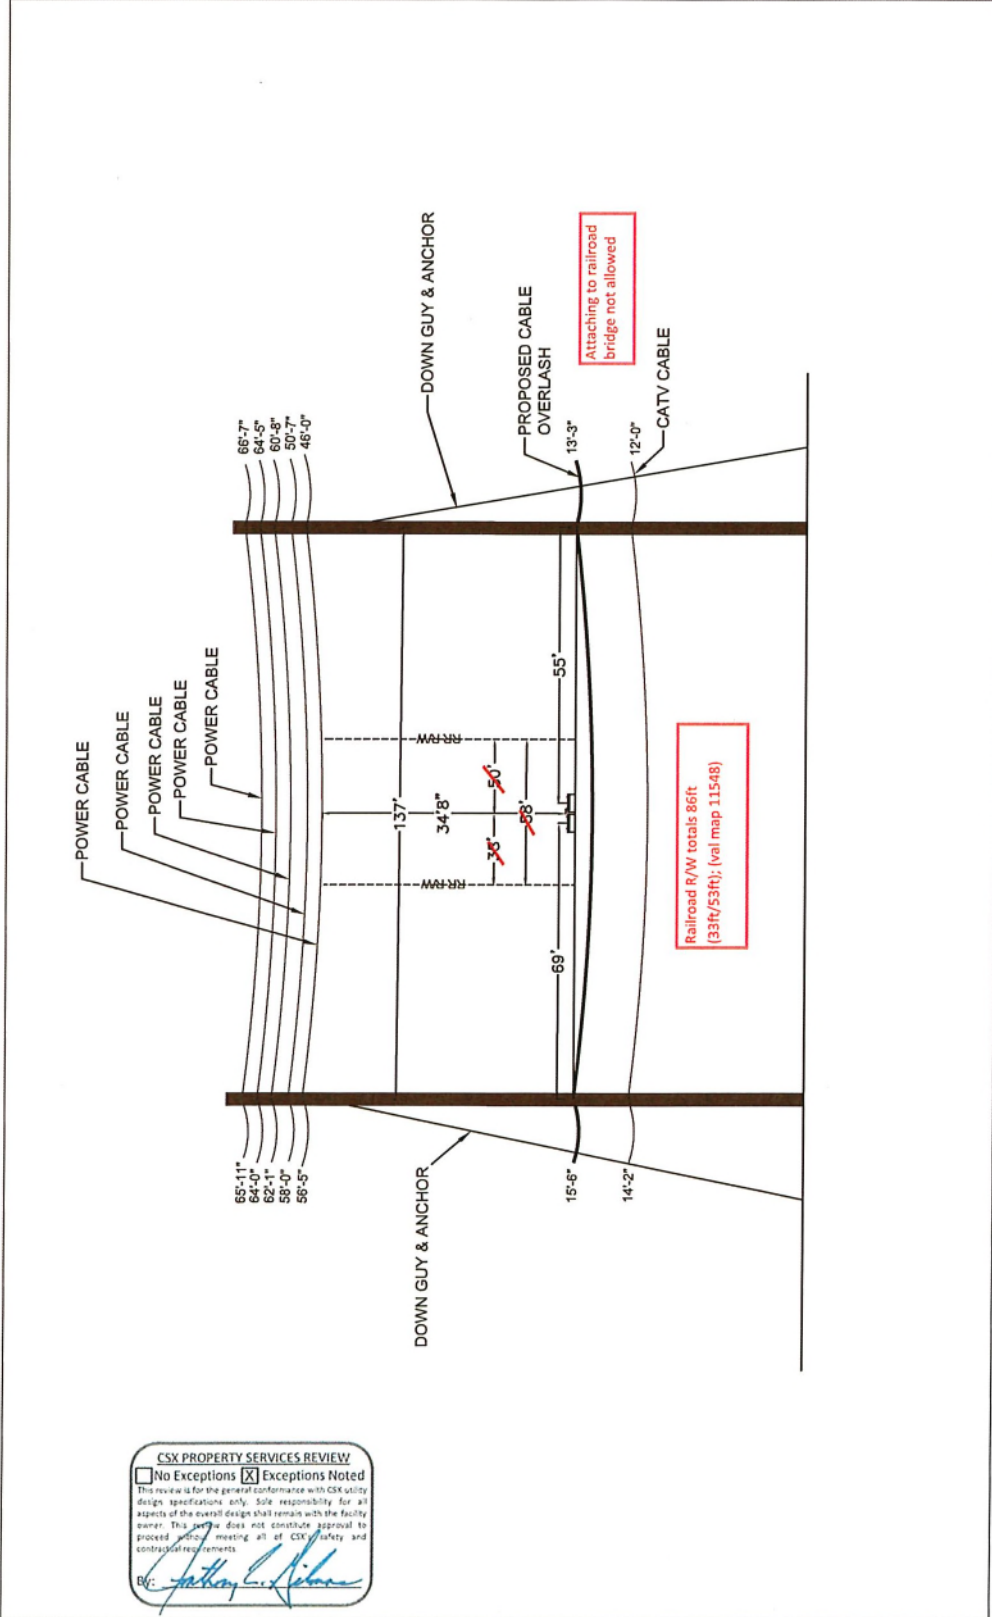 POWER CABLE
POWER CABLE
POWER CABLE
POWER CABLE
POWER CABLE
65'-11"
64'-0"
62'-1"
58'-0"
56'-5"
66'-7"
64'-5"
60'-8"
50'-7"
46'-0"
DOWN GUY & ANCHOR
DOWN GUY & ANCHOR
137'
34'8"
RR R/W
RR R/W
50'
69'
55'
PROPOSED CABLE
OVERLASH
Attaching to railroad
bridge not allowed
15'-6"
13'-3"
14'-2"
12'-0"
CATV CABLE
Railroad R/W totals 86ft
(33ft/53ft); (val map 11548)
CSX PROPERTY SERVICES REVIEW
No Exceptions X Exceptions Noted
This review is for the general conformance with CSX utility
design specifications only. Sole responsibility for all
aspects of the overall design shall remain with the facility
owner. This review does not constitute approval to
proceed without meeting all of CSX's safety and
contractual requirements
By: